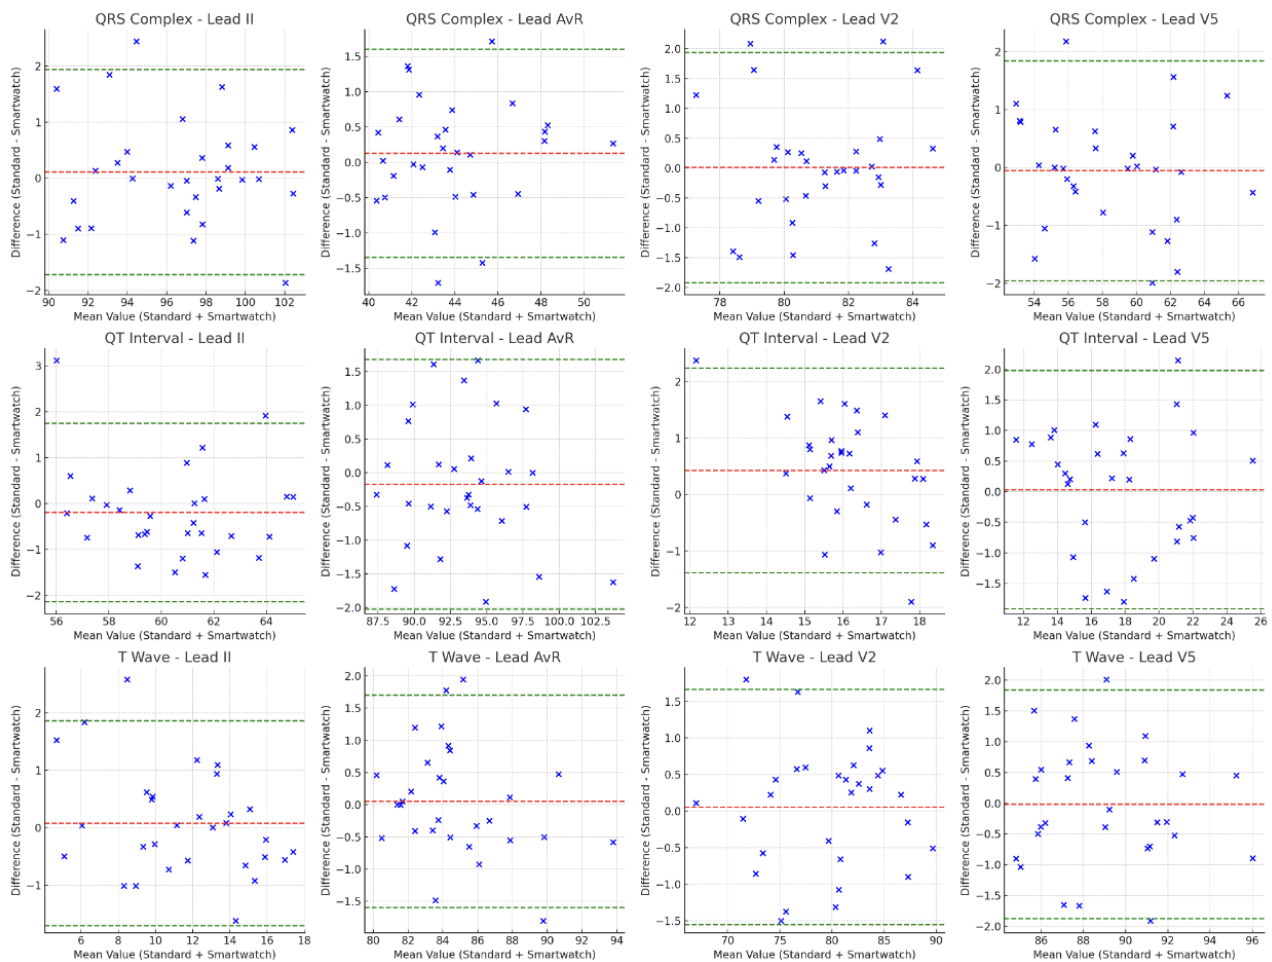 QRS Complex - Lead II
QRS Complex - Lead AvR
QRS Complex - Lead V2
QRS Complex - Lead V5
Difference (Standard - Smartwatch)
2
1
0
−1
−2
90 92 94 96 98 100 102
Mean Value (Standard + Smartwatch)
Difference (Standard - Smartwatch)
1.5
1.0
0.5
0.0
−0.5
−1.0
−1.5
40 42 44 46 48 50
Mean Value (Standard + Smartwatch)
Difference (Standard - Smartwatch)
2.0
1.5
1.0
0.5
0.0
−0.5
−1.0
−1.5
−2.0
78 80 82 84
Mean Value (Standard + Smartwatch)
Difference (Standard - Smartwatch)
2
1
0
−1
−2
54 56 58 60 62 64 66
Mean Value (Standard + Smartwatch)
QT Interval - Lead II
QT Interval - Lead AvR
QT Interval - Lead V2
QT Interval - Lead V5
Difference (Standard - Smartwatch)
3
2
1
0
−1
−2
56 58 60 62 64
Mean Value (Standard + Smartwatch)
Difference (Standard - Smartwatch)
1.5
1.0
0.5
0.0
−0.5
−1.0
−1.5
−2.0
87.5 90.0 92.5 95.0 97.5 100.0 102.5
Mean Value (Standard + Smartwatch)
Difference (Standard - Smartwatch)
2
1
0
−1
−2
12 13 14 15 16 17 18
Mean Value (Standard + Smartwatch)
Difference (Standard - Smartwatch)
2.0
1.5
1.0
0.5
0.0
−0.5
−1.0
−1.5
12 14 16 18 20 22 24 26
Mean Value (Standard + Smartwatch)
T Wave - Lead II
T Wave - Lead AvR
T Wave - Lead V2
T Wave - Lead V5
Difference (Standard - Smartwatch)
2
1
0
−1
6 8 10 12 14 16 18
Mean Value (Standard + Smartwatch)
Difference (Standard - Smartwatch)
2.0
1.5
1.0
0.5
0.0
−0.5
−1.0
−1.5
80 82 84 86 88 90 92 94
Mean Value (Standard + Smartwatch)
Difference (Standard - Smartwatch)
1.5
1.0
0.5
0.0
−0.5
−1.0
−1.5
70 75 80 85 90
Mean Value (Standard + Smartwatch)
Difference (Standard - Smartwatch)
2.0
1.5
1.0
0.5
0.0
−0.5
−1.0
−1.5
−2.0
86 88 90 92 94 96
Mean Value (Standard + Smartwatch)